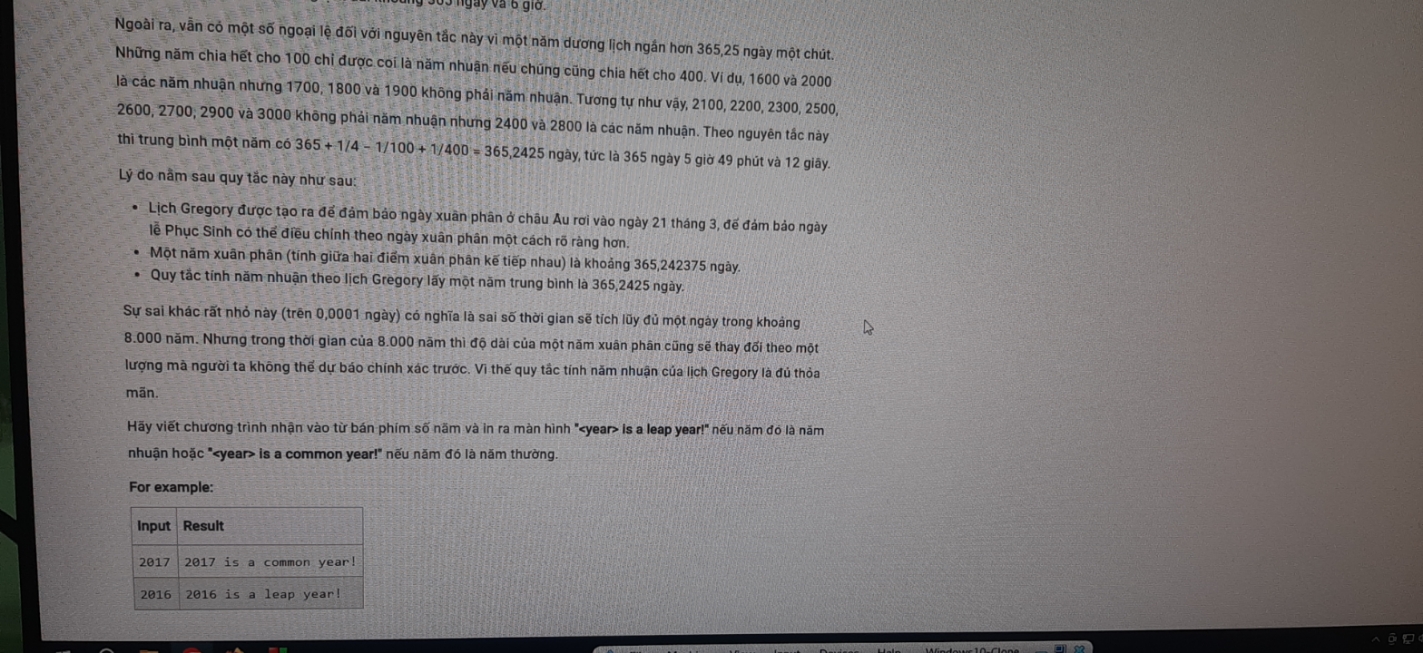 365 ngày và 6 giờ.
Ngoài ra, vẫn có một số ngoại lệ đối với nguyên tắc này vì một năm dương lịch ngắn hơn 365,25 ngày một chút.
Những năm chia hết cho 100 chỉ được coi là năm nhuận nếu chúng cũng chia hết cho 400. Ví dụ, 1600 và 2000
là các năm nhuận nhưng 1700, 1800 và 1900 không phải năm nhuận. Tương tự như vậy, 2100, 2200, 2300, 2500,
2600, 2700, 2900 và 3000 không phải năm nhuận nhưng 2400 và 2800 là các năm nhuận. Theo nguyên tắc này
thì trung bình một năm có 365 + 1/4 − 1/100 + 1/400 = 365,2425 ngày, tức là 365 ngày 5 giờ 49 phút và 12 giây.
Lý do nằm sau quy tắc này như sau:
• Lịch Gregory được tạo ra để đảm bảo ngày xuân phân ở châu Âu rơi vào ngày 21 tháng 3, để đảm bảo ngày
lễ Phục Sinh có thể điều chỉnh theo ngày xuân phân một cách rõ ràng hơn.
• Một năm xuân phân (tính giữa hai điểm xuân phân kế tiếp nhau) là khoảng 365,242375 ngày.
• Quy tắc tính năm nhuận theo lịch Gregory lấy một năm trung bình là 365,2425 ngày.
Sự sai khác rất nhỏ này (trên 0,0001 ngày) có nghĩa là sai số thời gian sẽ tích lũy đủ một ngày trong khoảng
8.000 năm. Nhưng trong thời gian của 8.000 năm thì độ dài của một năm xuân phân cũng sẽ thay đổi theo một
lượng mà người ta không thể dự báo chính xác trước. Vì thế quy tắc tính năm nhuận của lịch Gregory là đủ thỏa
mãn.
Hãy viết chương trình nhận vào từ bàn phím số năm và in ra màn hình "<year> is a leap year!" nếu năm đó là năm
nhuận hoặc "<year> is a common year!" nếu năm đó là năm thường.
For example:
Input Result
2017 2017 is a common year!
2016 2016 is a leap year!